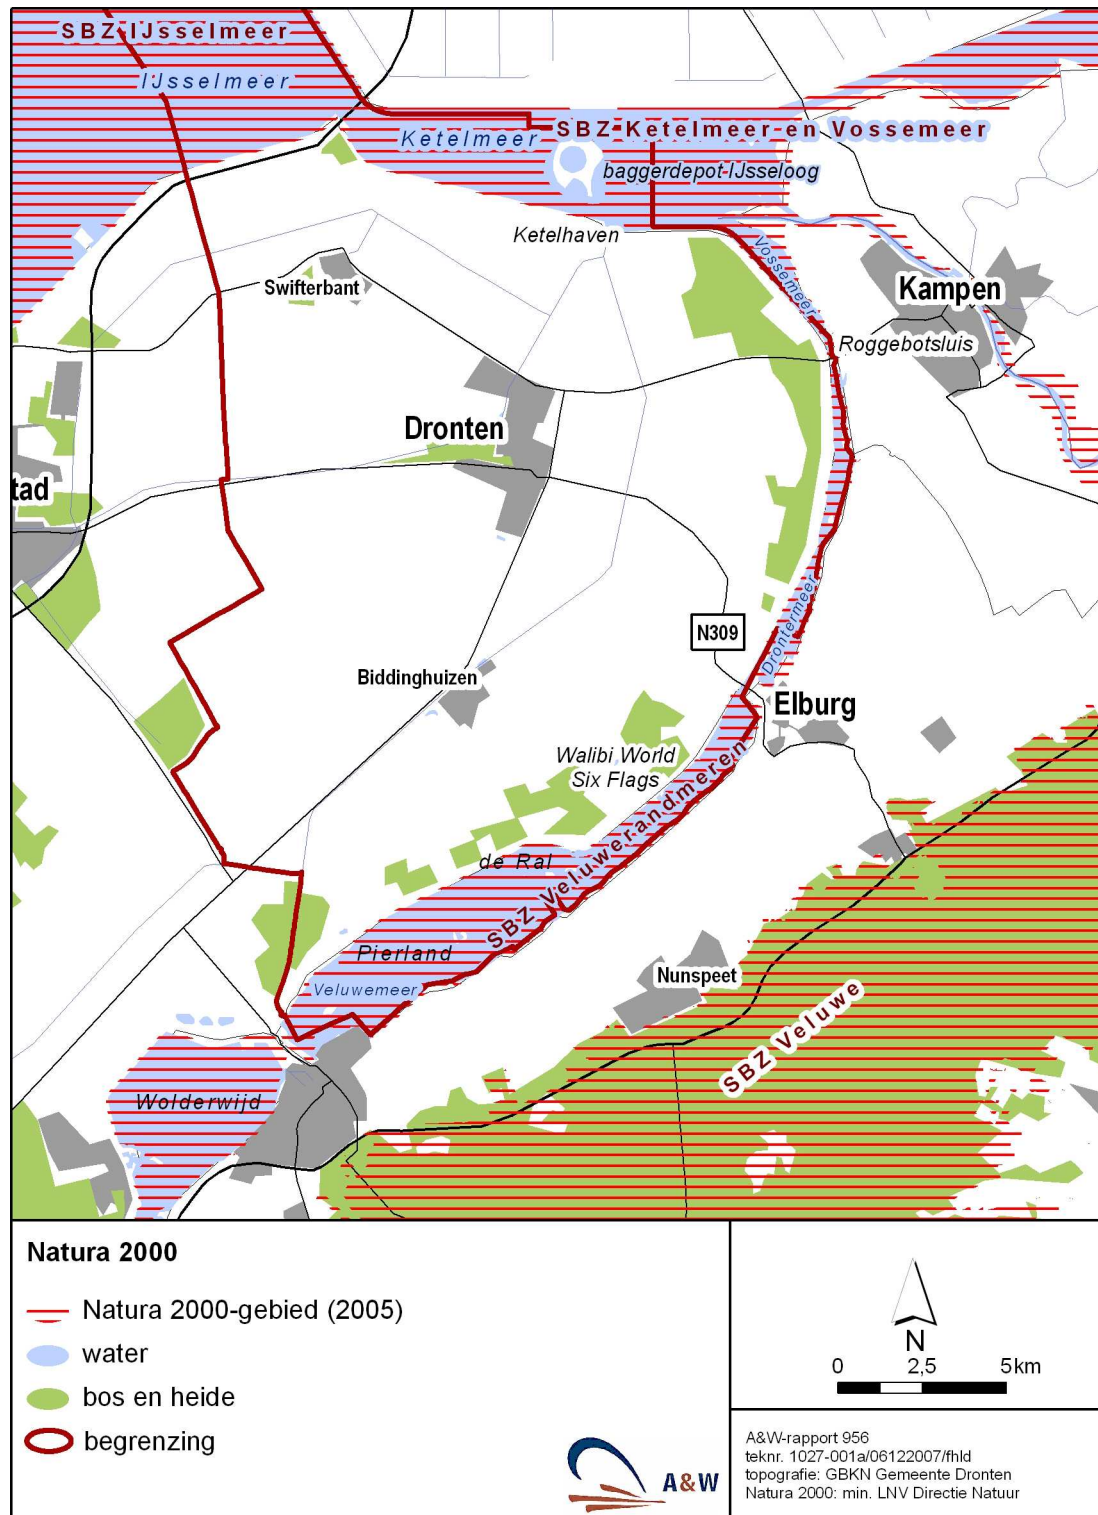 SBZ IJsselmeer
IJsselmeer
Ketelmeer
SBZ Ketelmeer en Vossemeer
baggerdepot IJsseloog
Ketelhaven
Vossemeer
Swifterbant
Kampen
Roggebotsluis
Dronten
tad
Drontermeer
N309
Biddinghuizen
Elburg
Walibi World
Six Flags
de Ral
SBZ Veluwerandmeren
Pierland
Nunspeet
Veluwemeer
SBZ Veluwe
Wolderwijd
Natura 2000
Natura 2000-gebied (2005)
water
bos en heide
begrenzing
A&W
N
0 2,5 5km
A&W-rapport 956
teknr. 1027-001a/06122007/fhld
topografie: GBKN Gemeente Dronten
Natura 2000: min. LNV Directie Natuur